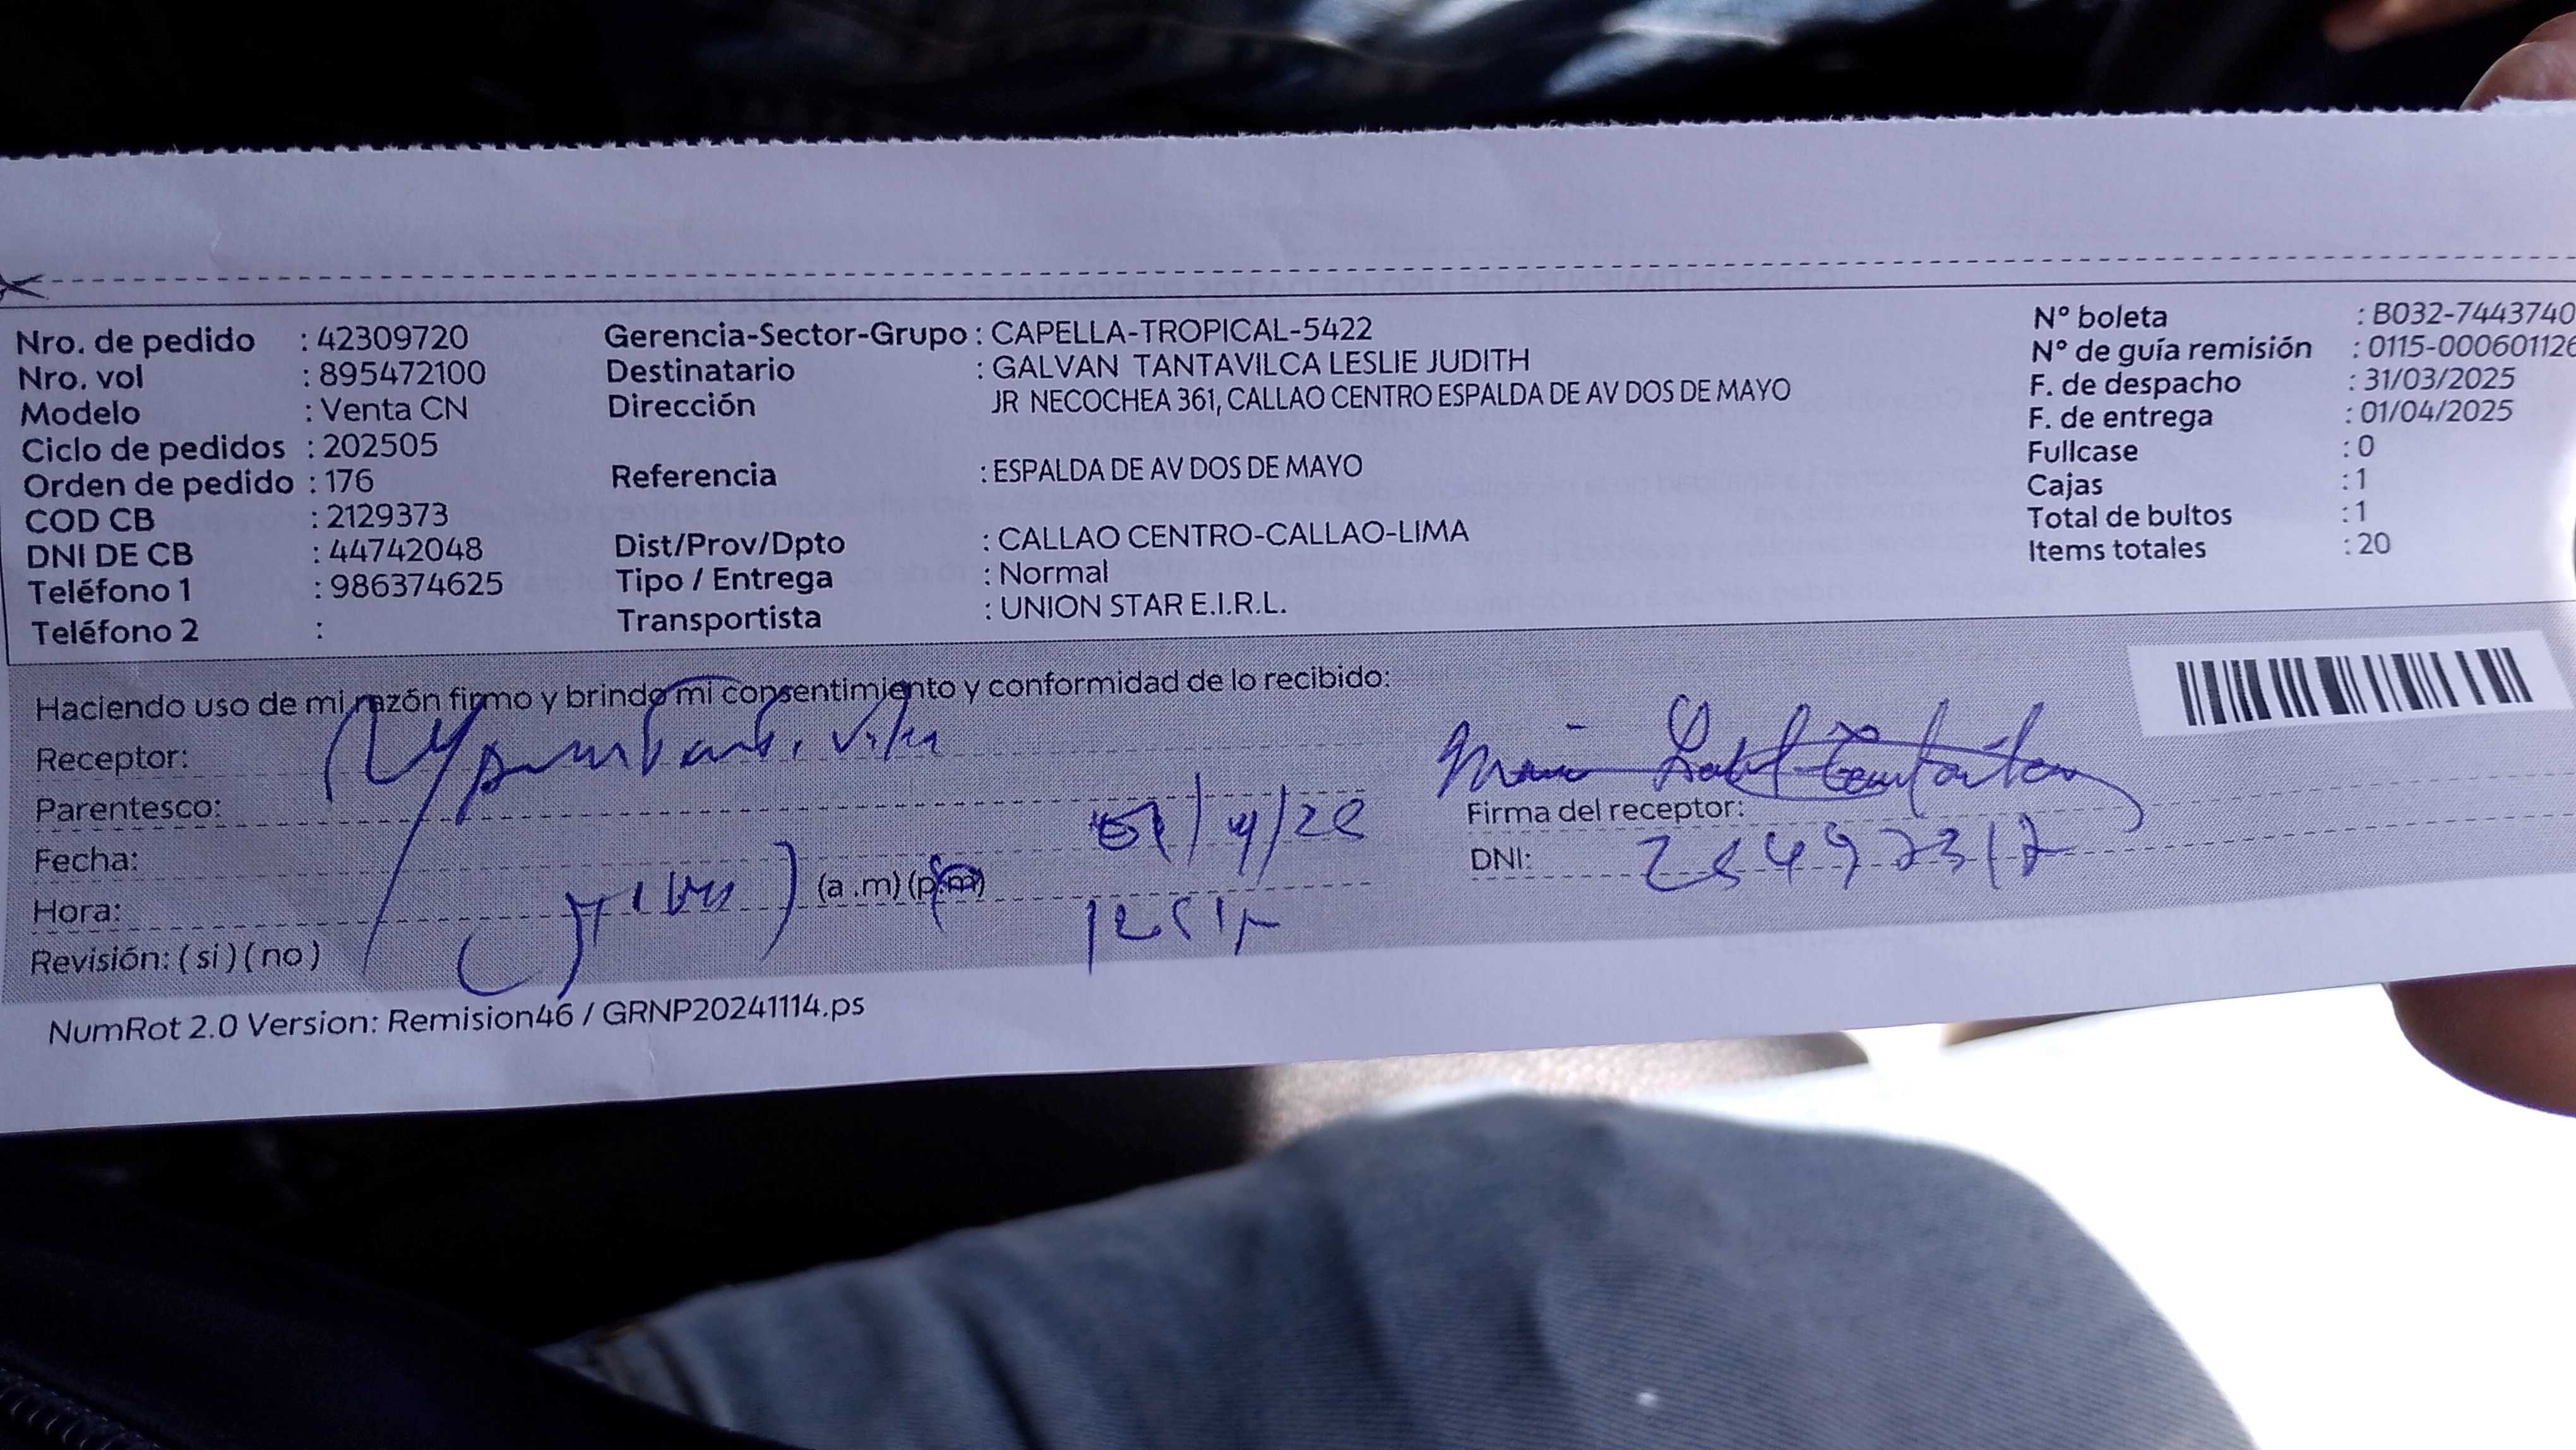 Nro. de pedido : 42309720
Nro. vol : 895472100
Modelo : Venta CN
Ciclo de pedidos : 202505
Orden de pedido : 176
COD CB : 2129373
DNI DE CB : 44742048
Teléfono 1 : 986374625
Teléfono 2 :
Gerencia-Sector-Grupo : CAPELLA-TROPICAL-5422
Destinatario : GALVAN TANTAVILCA LESLIE JUDITH
Dirección JR NECOCHEA 361, CALLAO CENTRO ESPALDA DE AV DOS DE MAYO
Referencia : ESPALDA DE AV DOS DE MAYO
Dist/Prov/Dpto : CALLAO CENTRO-CALLAO-LIMA
Tipo / Entrega : Normal
Transportista : UNION STAR E.I.R.L.
N° boleta : B032-7443740
N° de guía remisión : 0115-000601126
F. de despacho : 31/03/2025
F. de entrega : 01/04/2025
Fullcase : 0
Cajas : 1
Total de bultos : 1
Items totales : 20
Haciendo uso de mi razón firmo y brindo mi consentimiento y conformidad de lo recibido:
Receptor:
Parentesco:
Fecha:
Hora: (a .m) (p.m)
Revisión: ( si ) ( no )
Firma del receptor:
DNI:
NumRot 2.0 Version: Remision46 / GRNP20241114.ps